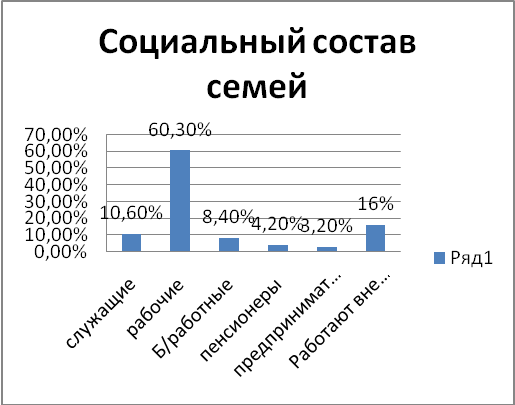 Социальный состав
семей
70,00%
60,00%
50,00%
40,00%
30,00%
20,00%
10,00%
0,00%
10,60%
60,30%
8,40%
4,20%
3,20%
16%
служащие
рабочие
Б/работные
пенсионеры
предпринимат...
Работают вне...
Ряд1